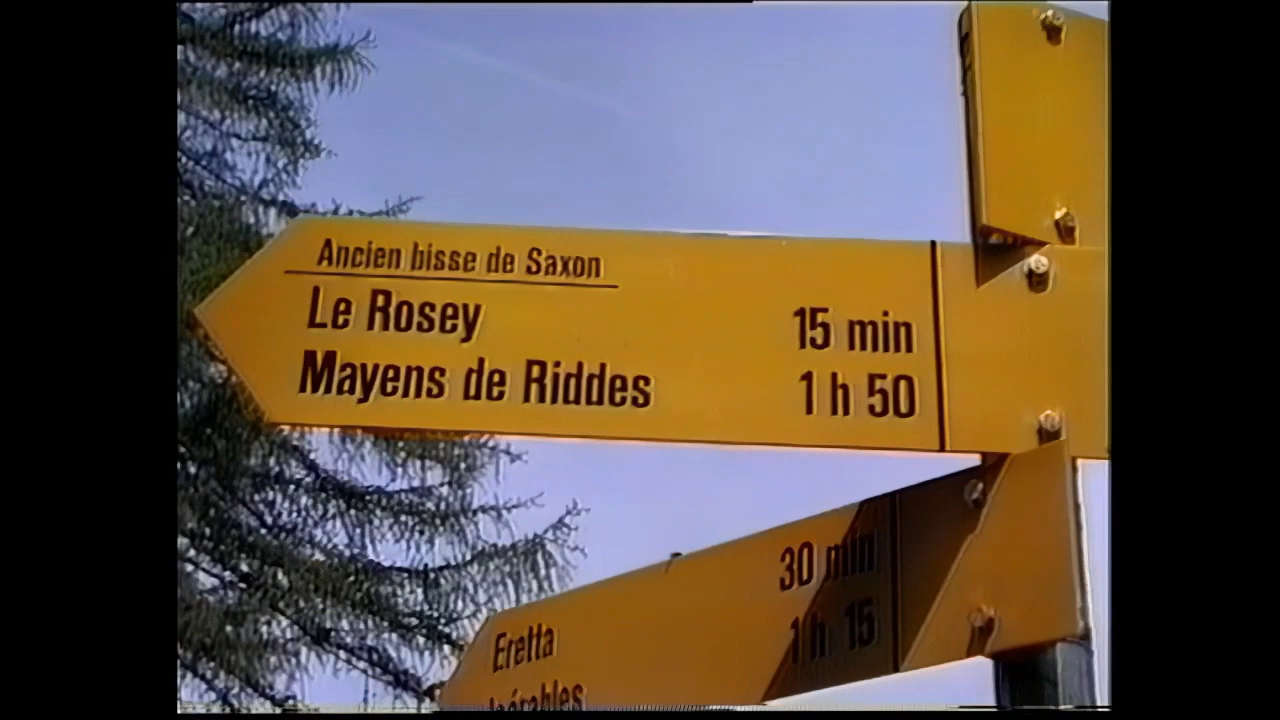 Ancien bisse de Saxon
Le Rosey 15 min
Mayens de Riddes 1 h 50
Eretta 30 min
1 h 15